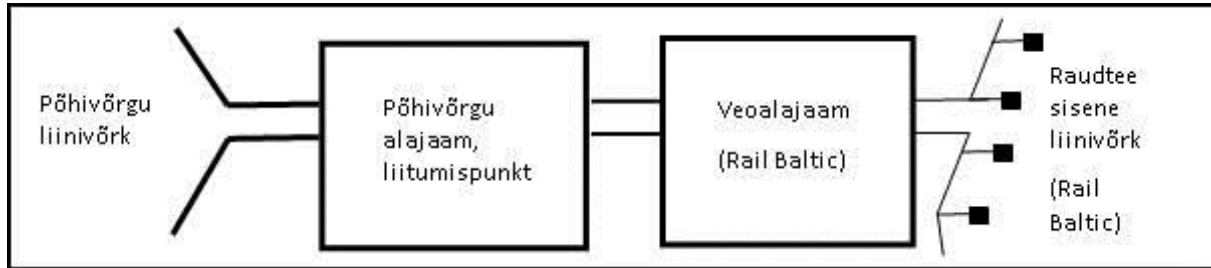 Põhivõrgu
liinivõrk
Põhivõrgu
alajaam,
liitumispunkt
Veoalajaam
(Rail Baltic)
Raudtee
sisene
liinivõrk
(Rail
Baltic)